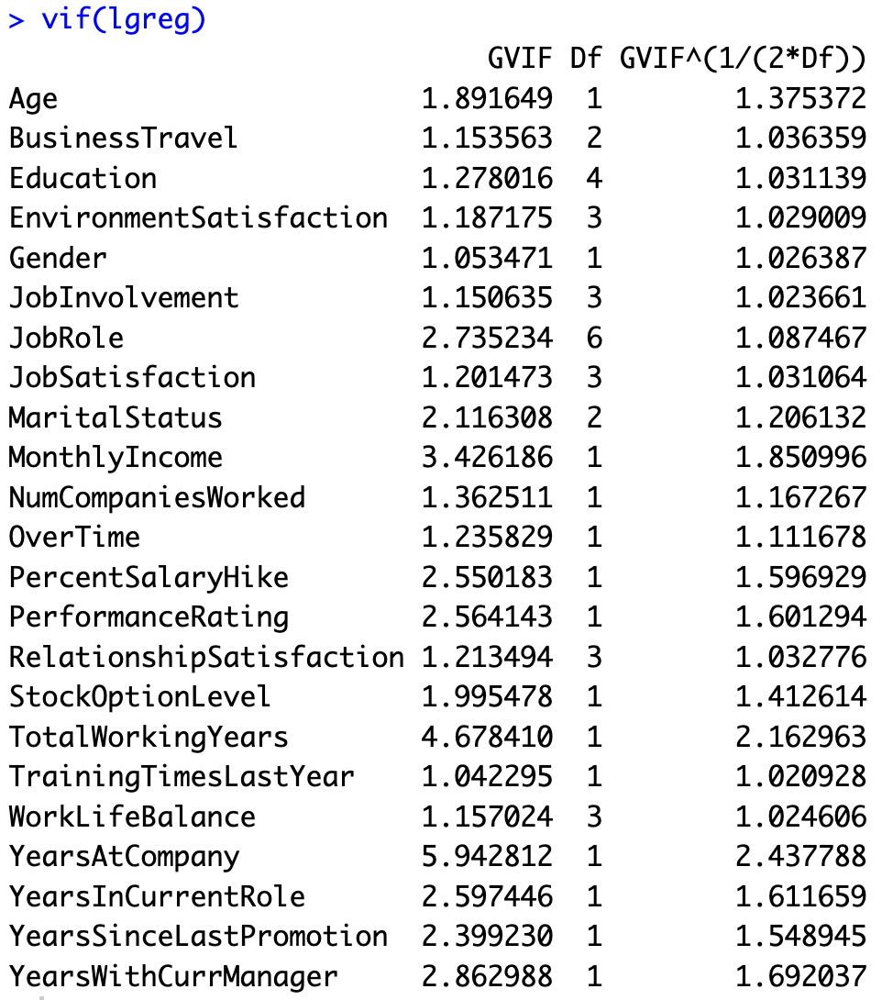 > vif(lgreg)
GVIF Df GVIF^(1/(2*Df))
Age 1.891649 1 1.375372
BusinessTravel 1.153563 2 1.036359
Education 1.278016 4 1.031139
EnvironmentSatisfaction 1.187175 3 1.029009
Gender 1.053471 1 1.026387
JobInvolvement 1.150635 3 1.023661
JobRole 2.735234 6 1.087467
JobSatisfaction 1.201473 3 1.031064
MaritalStatus 2.116308 2 1.206132
MonthlyIncome 3.426186 1 1.850996
NumCompaniesWorked 1.362511 1 1.167267
OverTime 1.235829 1 1.111678
PercentSalaryHike 2.550183 1 1.596929
PerformanceRating 2.564143 1 1.601294
RelationshipSatisfaction 1.213494 3 1.032776
StockOptionLevel 1.995478 1 1.412614
TotalWorkingYears 4.678410 1 2.162963
TrainingTimesLastYear 1.042295 1 1.020928
WorkLifeBalance 1.157024 3 1.024606
YearsAtCompany 5.942812 1 2.437788
YearsInCurrentRole 2.597446 1 1.611659
YearsSinceLastPromotion 2.399230 1 1.548945
YearsWithCurrManager 2.862988 1 1.692037